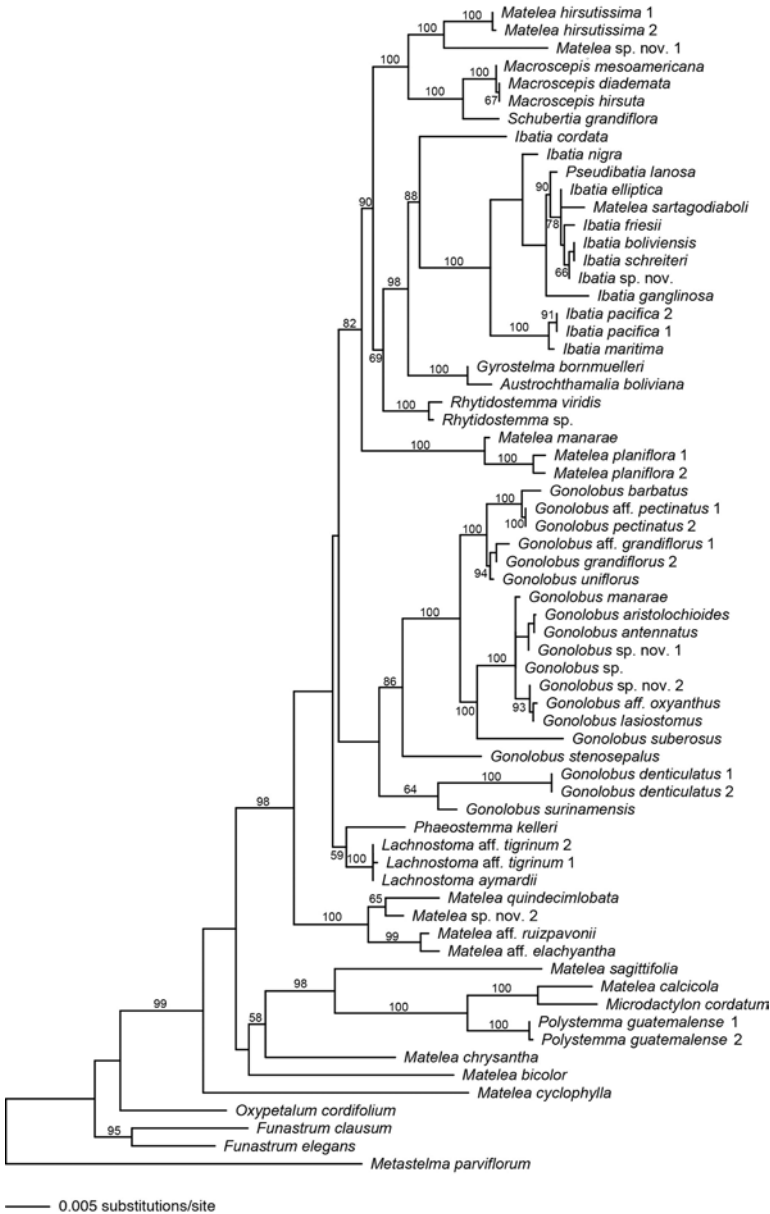 100 Matelea hirsutissima 1
Matelea hirsutissima 2
100
Matelea sp. nov. 1
100
100 Macroscepis mesoamericana
Macroscepis diademata
100
67 Macroscepis hirsuta
Schubertia grandiflora
Ibatia cordata
Ibatia nigra
90 Pseudibatia lanosa
88 Ibatia elliptica
90
78 Matelea sartagodiaboli
Ibatia friesii
Ibatia boliviensis
100 Ibatia schreiteri
66 Ibatia sp. nov.
98
Ibatia ganglinosa
91 Ibatia pacifica 2
82 100 Ibatia pacifica 1
Ibatia maritima
69
100 Gyrostelma bornmuelleri
Austrochthamalia boliviana
100 Rhytidostemma viridis
Rhytidostemma sp.
Matelea manarae
100 100 Matelea planiflora 1
Matelea planiflora 2
100 Gonolobus barbatus
Gonolobus aff. pectinatus 1
100 100 Gonolobus pectinatus 2
Gonolobus aff. grandiflorus 1
Gonolobus grandiflorus 2
94 Gonolobus uniflorus
Gonolobus manarae
100 Gonolobus aristolochioides
Gonolobus antennatus
100 Gonolobus sp. nov. 1
Gonolobus sp.
86 Gonolobus sp. nov. 2
93 Gonolobus aff. oxyanthus
100 Gonolobus lasiostomus
Gonolobus suberosus
Gonolobus stenosepalus
100 Gonolobus denticulatus 1
64 Gonolobus denticulatus 2
98 Gonolobus surinamensis
Phaeostemma kelleri
Lachnostoma aff. tigrinum 2
59 100 Lachnostoma aff. tigrinum 1
Lachnostoma aymardii
65 Matelea quindecimlobata
100 Matelea sp. nov. 2
99 Matelea aff. ruizpavonii
Matelea aff. elachyantha
Matelea sagittifolia
98 100 Matelea calcicola
99 100 Microdactylon cordatum
58 100 Polystemma guatemalense 1
Polystemma guatemalense 2
Matelea chrysantha
Matelea bicolor
Matelea cyclophylla
Oxypetalum cordifolium
95 Funastrum clausum
Funastrum elegans
Metastelma parviflorum
0.005 substitutions/site